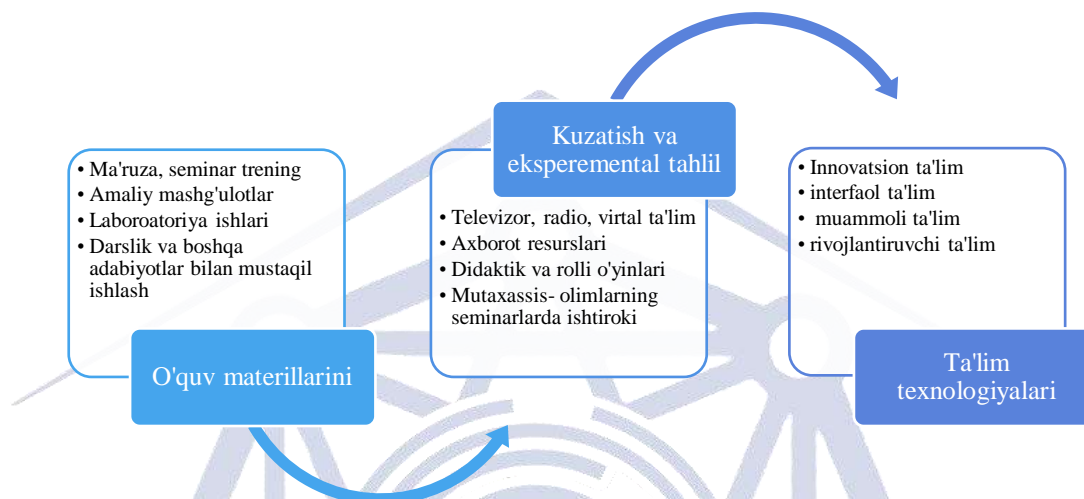 • Ma'ruza, seminar trening
• Amaliy mashg'ulotlar
• Laboroatoriya ishlari
• Darslik va boshqa
adabiyotlar bilan mustaqil
ishlash
O'quv materillarini
Kuzatish va
eksperemental tahlil
• Televizor, radio, virtal ta'lim
• Axborot resurslari
• Didaktik va rolli o'yinlari
• Mutaxassis- olimlarning
seminarlarda ishtiroki
• Innovatsion ta'lim
• interfaol ta'lim
• muammoli ta'lim
• rivojlantiruvchi ta'lim
Ta'lim
texnologiyalari